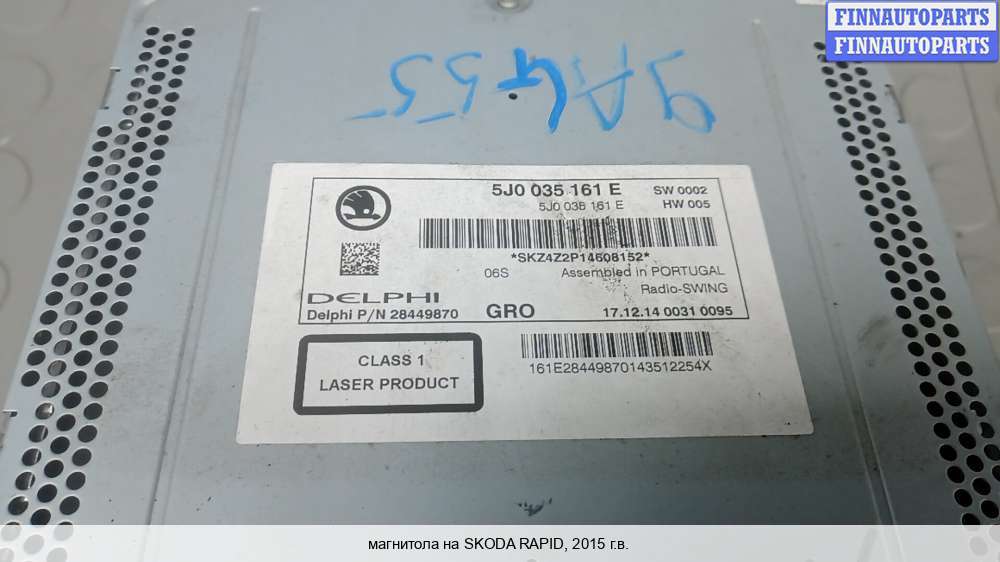 FINNAUTOPARTS
FINNAUTOPARTS
9A455
5J0 035 161 E SW 0002
5J0 035 161 E HW 005
*SKZ4Z2P14608152*
06S Assembled in PORTUGAL
Radio-SWING
DELPHI
Delphi P/N 28449870 GRO 17.12.14 0031 0095
CLASS 1
LASER PRODUCT
161E28449870143512254X
магнитола на SKODA RAPID, 2015 г.в.